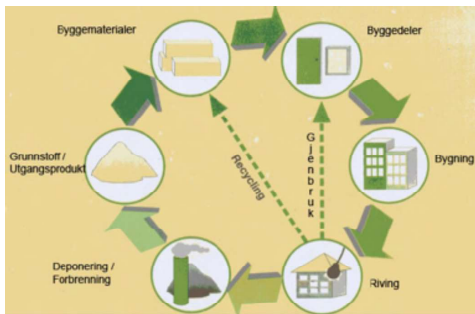 Byggematerialer
Byggedeler
Grunnstoff /
Utgangsprodukt
Recycling
Gjenbruk
Bygning
Deponering /
Forbrenning
Riving